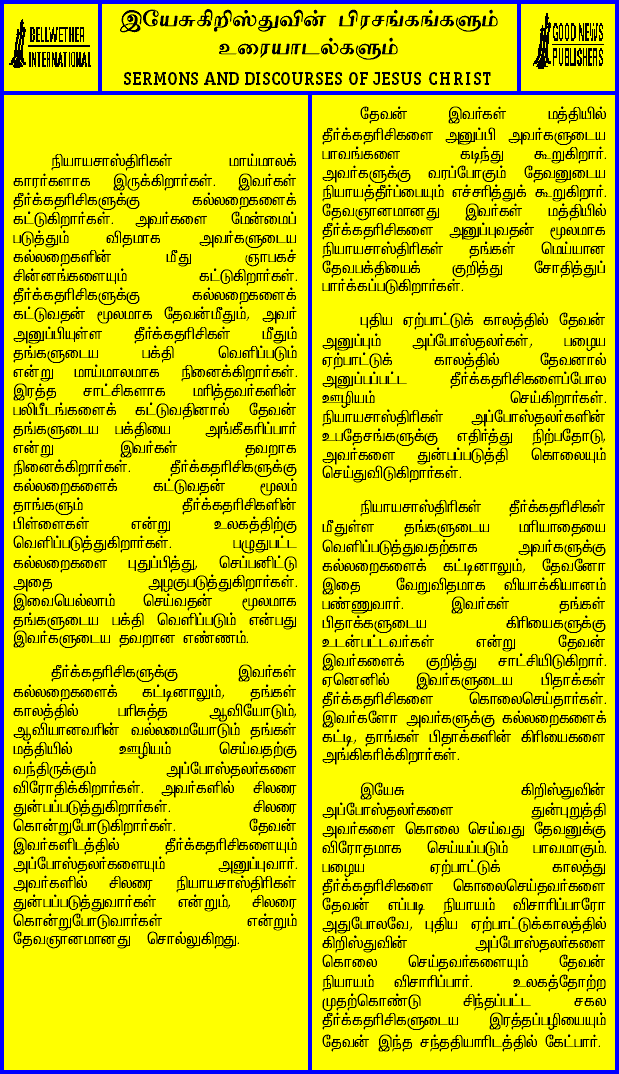 BELLWETHER
INTERNATIONAL
இயேசுகிறிஸ்துவின் பிரசங்கங்களும்
உரையாடல்களும்
SERMONS AND DISCOURSES OF JESUS CHRIST
GOOD NEWS
PUBLISHERS
நியாயசாஸ்திரிகள் மாய்மாலக்
காரர்களாக இருக்கிறார்கள். இவர்கள்
தீர்க்கதரிசிகளுக்கு கல்லறைகளைக்
கட்டுகிறார்கள். அவர்களை மேன்மைப்
படுத்தும் விதமாக அவர்களுடைய
கல்லறைகளின் மீது ஞாபகச்
சின்னங்களையும் கட்டுகிறார்கள்.
தீர்க்கதரிசிகளுக்கு கல்லறைகளைக்
கட்டுவதன் மூலமாக தேவன்மீதும், அவர்
அனுப்பியுள்ள தீர்க்கதரிசிகள் மீதும்
தங்களுடைய பக்தி வெளிப்படும்
என்று மாய்மாலமாக நினைக்கிறார்கள்.
இரத்த சாட்சிகளாக மரித்தவர்களின்
பலிபீடங்களைக் கட்டுவதினால் தேவன்
தங்களுடைய பக்தியை அங்கீகரிப்பார்
என்று இவர்கள் தவறாக
நினைக்கிறார்கள். தீர்க்கதரிசிகளுக்கு
கல்லறைகளைக் கட்டுவதன் மூலம்
தாங்களும் தீர்க்கதரிசிகளின்
பிள்ளைகள் என்று உலகத்திற்கு
வெளிப்படுத்துகிறார்கள். பழுதுபட்ட
கல்லறைகளை புதுப்பித்து, செப்பனிட்டு
அதை அழகுபடுத்துகிறார்கள்.
இவையெல்லாம் செய்வதன் மூலமாக
தங்களுடைய பக்தி வெளிப்படும் என்பது
இவர்களுடைய தவறான எண்ணம்.
தீர்க்கதரிசிகளுக்கு இவர்கள்
கல்லறைகளைக் கட்டினாலும், தங்கள்
காலத்தில் பரிசுத்த ஆவியோடும்,
ஆவியானவரின் வல்லமையோடும் தங்கள்
மத்தியில் ஊழியம் செய்வதற்கு
வந்திருக்கும் அப்போஸ்தலர்களை
விரோதிக்கிறார்கள். அவர்களில் சிலரை
துன்பப்படுத்துகிறார்கள். சிலரை
கொன்றுபோடுகிறார்கள். தேவன்
இவர்களிடத்தில் தீர்க்கதரிசிகளையும்
அப்போஸ்தலர்களையும் அனுப்புவார்.
அவர்களில் சிலரை நியாயசாஸ்திரிகள்
துன்பப்படுத்துவார்கள் என்றும், சிலரை
கொன்றுபோடுவார்கள் என்றும்
தேவஞானமானது சொல்லுகிறது.
தேவன் இவர்கள் மத்தியில்
தீர்க்கதரிசிகளை அனுப்பி அவர்களுடைய
பாவங்களை கடிந்து கூறுகிறார்.
அவர்களுக்கு வரப்போகும் தேவனுடைய
நியாயத்தீர்ப்பையும் எச்சரித்துக் கூறுகிறார்.
தேவஞானமானது இவர்கள் மத்தியில்
தீர்க்கதரிசிகளை அனுப்புவதன் மூலமாக
நியாயசாஸ்திரிகள் தங்கள் மெய்யான
தேவபக்தியைக் குறித்து சோதித்துப்
பார்க்கப்படுகிறார்கள்.
புதிய ஏற்பாட்டுக் காலத்தில் தேவன்
அனுப்பும் அப்போஸ்தலர்கள், பழைய
ஏற்பாட்டுக் காலத்தில் தேவனால்
அனுப்பப்பட்ட தீர்க்கதரிசிகளைப்போல
ஊழியம் செய்கிறார்கள்.
நியாயசாஸ்திரிகள் அப்போஸ்தலர்களின்
உபதேசங்களுக்கு எதிர்த்து நிற்பதோடு,
அவர்களை துன்பப்படுத்தி கொலையும்
செய்துவிடுகிறார்கள்.
நியாயசாஸ்திரிகள் தீர்க்கதரிசிகள்
மீதுள்ள தங்களுடைய மரியாதையை
வெளிப்படுத்துவதற்காக அவர்களுக்கு
கல்லறைகளைக் கட்டினாலும், தேவனோ
இதை வேறுவிதமாக வியாக்கியானம்
பண்ணுவார். இவர்கள் தங்கள்
பிதாக்களுடைய கிரியைகளுக்கு
உடன்பட்டவர்கள் என்று தேவன்
இவர்களைக் குறித்து சாட்சியிடுகிறார்.
ஏனெனில் இவர்களுடைய பிதாக்கள்
தீர்க்கதரிசிகளை கொலைசெய்தார்கள்.
இவர்களோ அவர்களுக்கு கல்லறைகளைக்
கட்டி, தாங்கள் பிதாக்களின் கிரியைகளை
அங்கிகரிக்கிறார்கள்.
இயேசு கிறிஸ்துவின்
அப்போஸ்தலர்களை துன்புறுத்தி
அவர்களை கொலை செய்வது தேவனுக்கு
விரோதமாக செய்யப்படும் பாவமாகும்.
பழைய ஏற்பாட்டுக் காலத்து
தீர்க்கதரிசிகளை கொலைசெய்தவர்களை
தேவன் எப்படி நியாயம் விசாரிப்பாரோ
அதுபோலவே, புதிய ஏற்பாட்டுக்காலத்தில்
கிறிஸ்துவின் அப்போஸ்தலர்களை
கொலை செய்தவர்களையும் தேவன்
நியாயம் விசாரிப்பார். உலகத்தோற்ற
முதற்கொண்டு சிந்தப்பட்ட சகல
தீர்க்கதரிசிகளுடைய இரத்தப்பழியையும்
தேவன் இந்த சந்ததியாரிடத்தில் கேட்பார்.